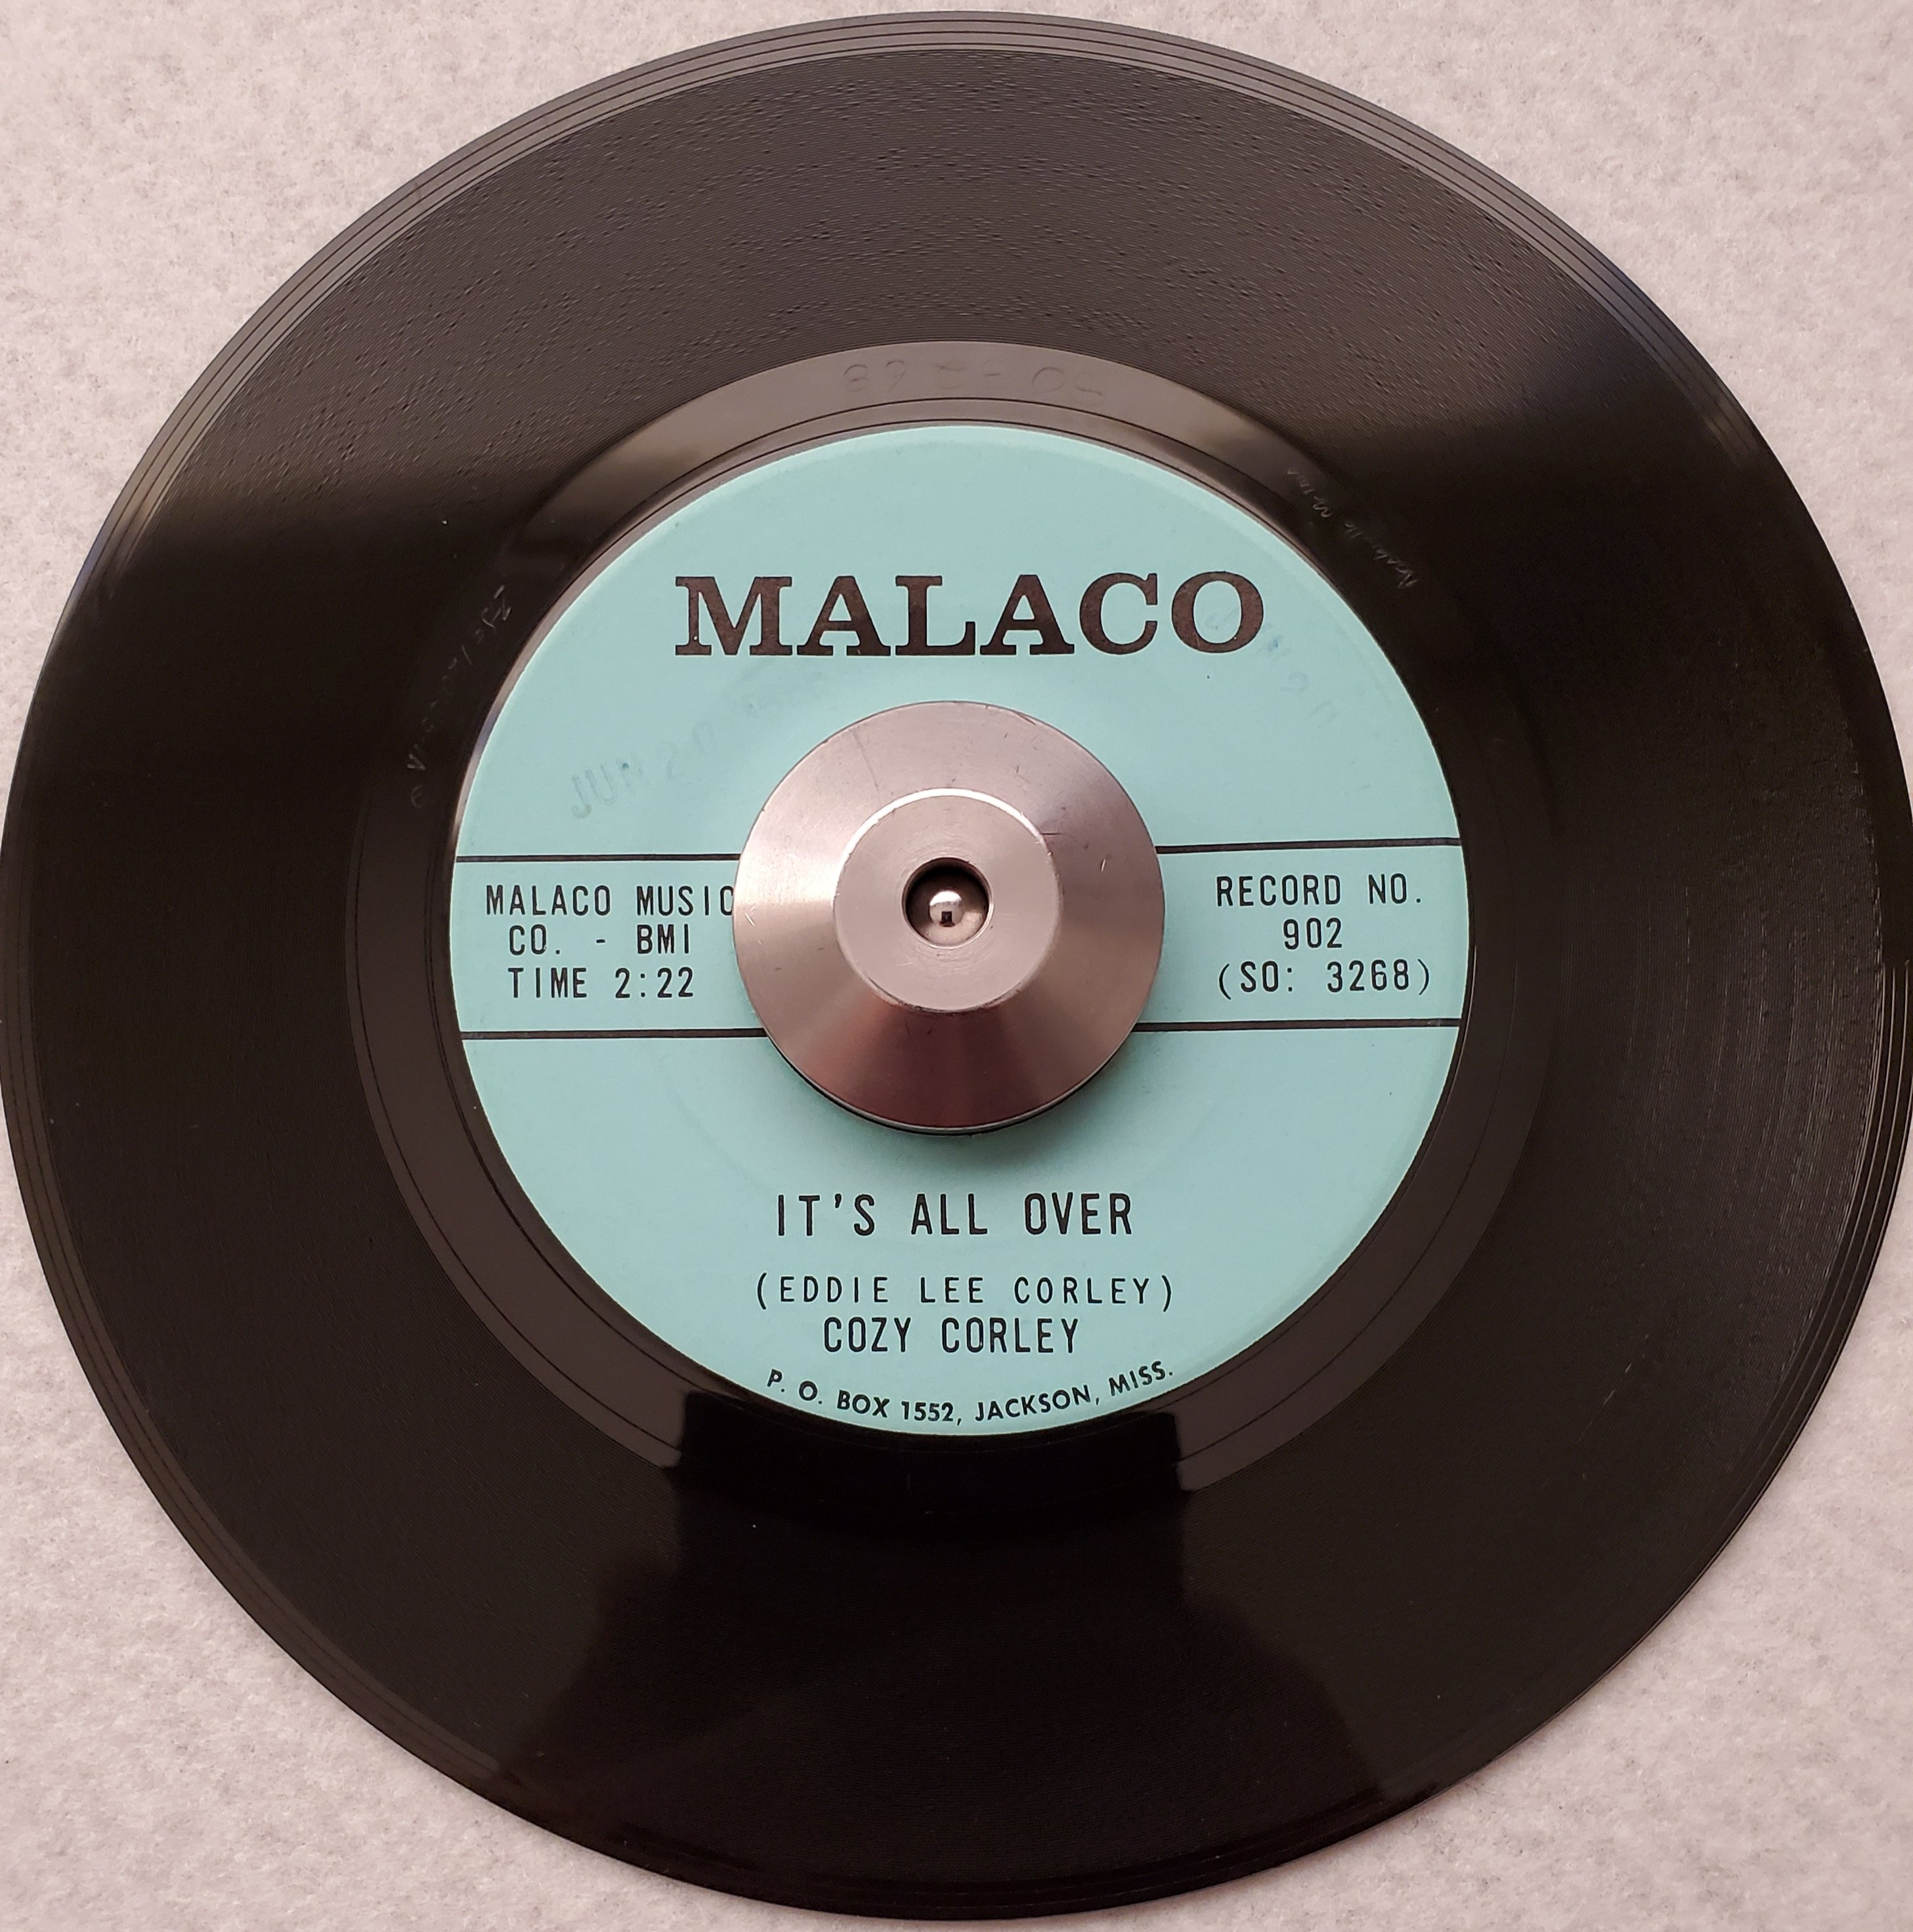 MALACO
MALACO MUSIC
CO. - BMI
TIME 2:22
RECORD NO.
902
(SO: 3268)
IT'S ALL OVER
(EDDIE LEE CORLEY)
COZY CORLEY
P. O. BOX 1552, JACKSON, MISS.